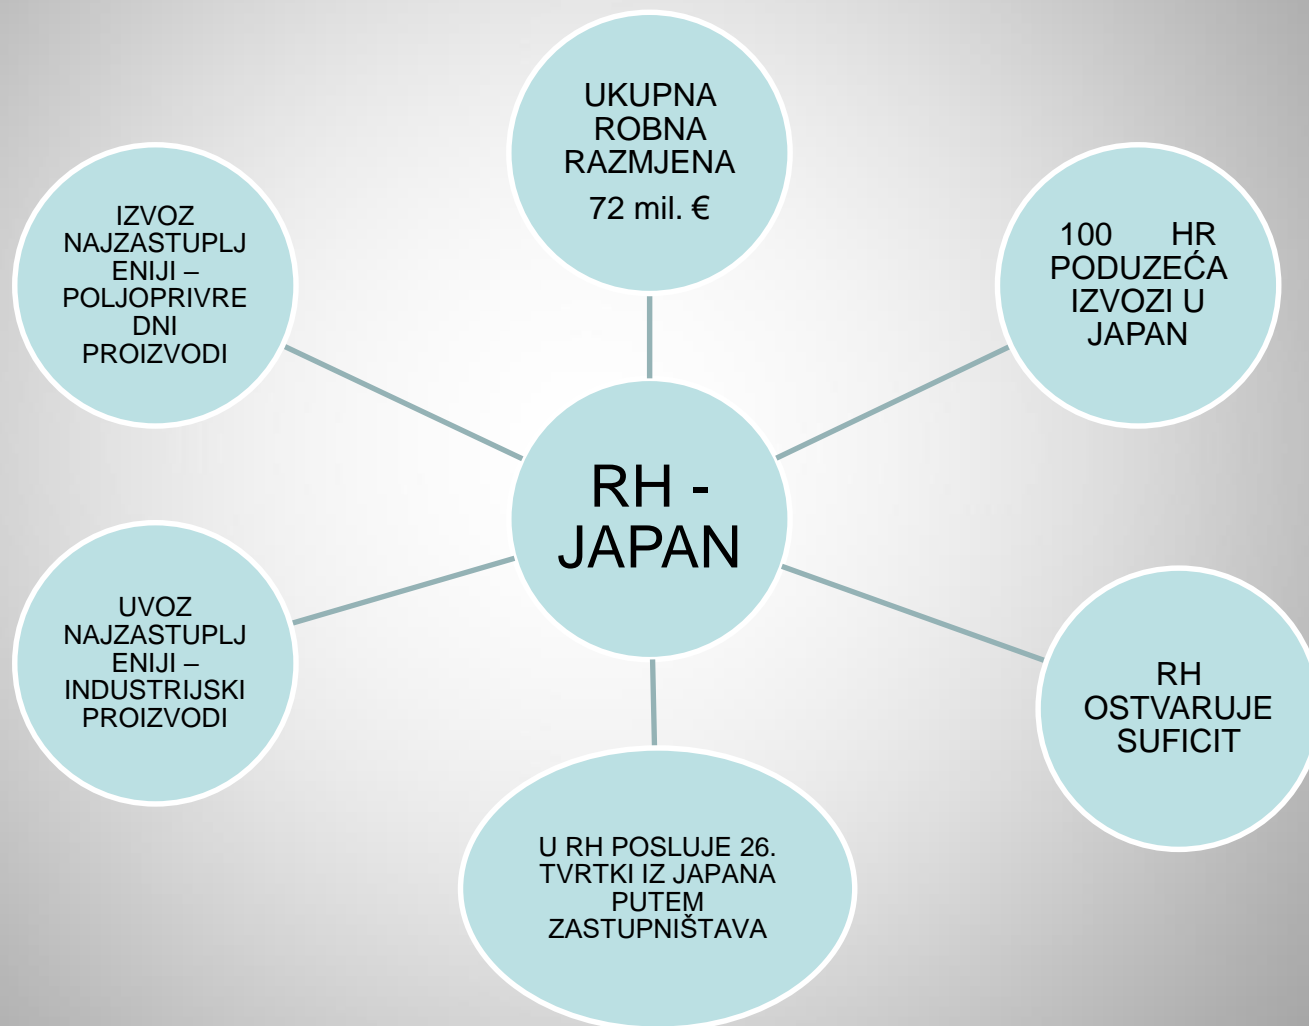 UKUPNA
ROBNA
RAZMJENA
72 mil. €
100 HR
PODUZEĆA
IZVOZI U
JAPAN
RH
OSTVARUJE
SUFICIT
U RH POSLUJE 26.
TVRTKI IZ JAPANA
PUTEM
ZASTUPNIŠTAVA
UVOZ
NAJZASTUPLJ
ENIJI –
INDUSTRIJSKI
PROIZVODI
IZVOZ
NAJZASTUPLJ
ENIJI –
POLJOPRIVRE
DNI
PROIZVODI
RH -
JAPAN